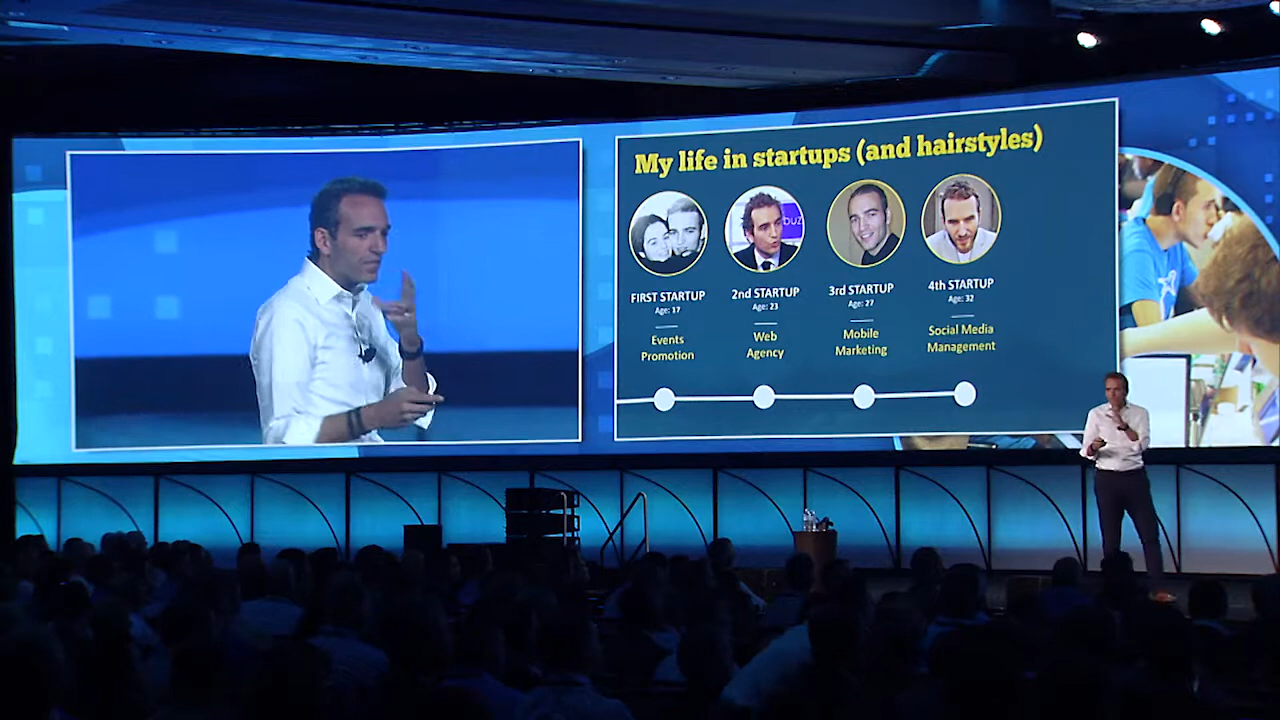 My life in startups (and hairstyles)
buz
FIRST STARTUP
Age: 17
Events
Promotion
2nd STARTUP
Age: 23
Web
Agency
3rd STARTUP
Age: 27
Mobile
Marketing
4th STARTUP
Age: 32
Social Media
Management